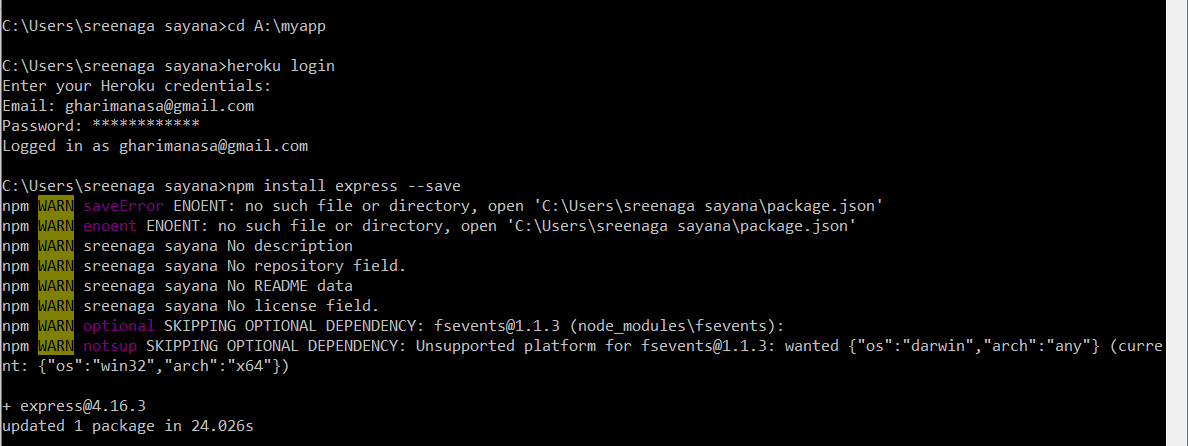 C:\Users\sreenaga sayana>cd A:\myapp
C:\Users\sreenaga sayana>heroku login
Enter your Heroku credentials:
Email: gharimanasa@gmail.com
Password: ************
Logged in as gharimanasa@gmail.com
C:\Users\sreenaga sayana>npm install express --save
npm WARN saveError ENOENT: no such file or directory, open 'C:\Users\sreenaga sayana\package.json'
npm WARN enoent ENOENT: no such file or directory, open 'C:\Users\sreenaga sayana\package.json'
npm WARN sreenaga sayana No description
npm WARN sreenaga sayana No repository field.
npm WARN sreenaga sayana No README data
npm WARN sreenaga sayana No license field.
npm WARN optional SKIPPING OPTIONAL DEPENDENCY: fsevents@1.1.3 (node_modules\fsevents):
npm WARN notsup SKIPPING OPTIONAL DEPENDENCY: Unsupported platform for fsevents@1.1.3: wanted {"os":"darwin","arch":"any"} (curre
nt: {"os":"win32","arch":"x64"})
+ express@4.16.3
updated 1 package in 24.026s